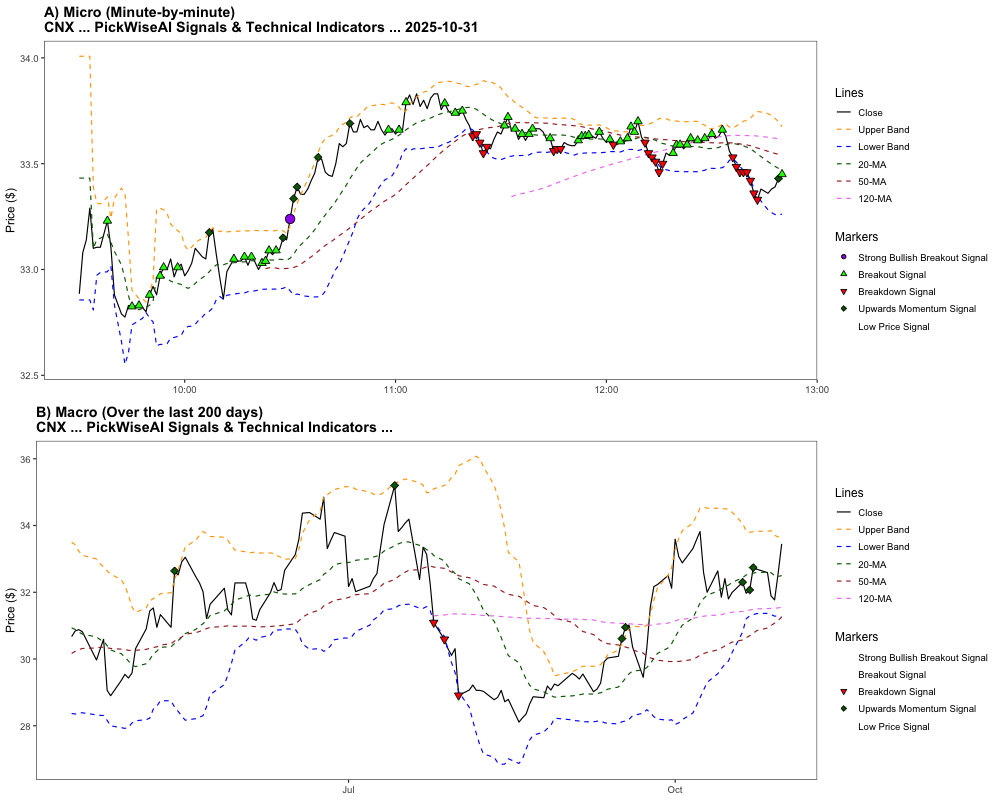 A) Micro (Minute-by-minute)
CNX ... PickWiseAI Signals & Technical Indicators ... 2025-10-31
Price ($)
34.0
33.5
33.0
32.5
10:00
11:00
12:00
13:00
Lines
Close
Upper Band
Lower Band
20-MA
50-MA
120-MA
Markers
Strong Bullish Breakout Signal
Breakout Signal
Breakdown Signal
Upwards Momentum Signal
Low Price Signal
B) Macro (Over the last 200 days)
CNX ... PickWiseAI Signals & Technical Indicators ...
Price ($)
36
34
32
30
28
Jul
Oct
Lines
Close
Upper Band
Lower Band
20-MA
50-MA
120-MA
Markers
Strong Bullish Breakout Signal
Breakout Signal
Breakdown Signal
Upwards Momentum Signal
Low Price Signal